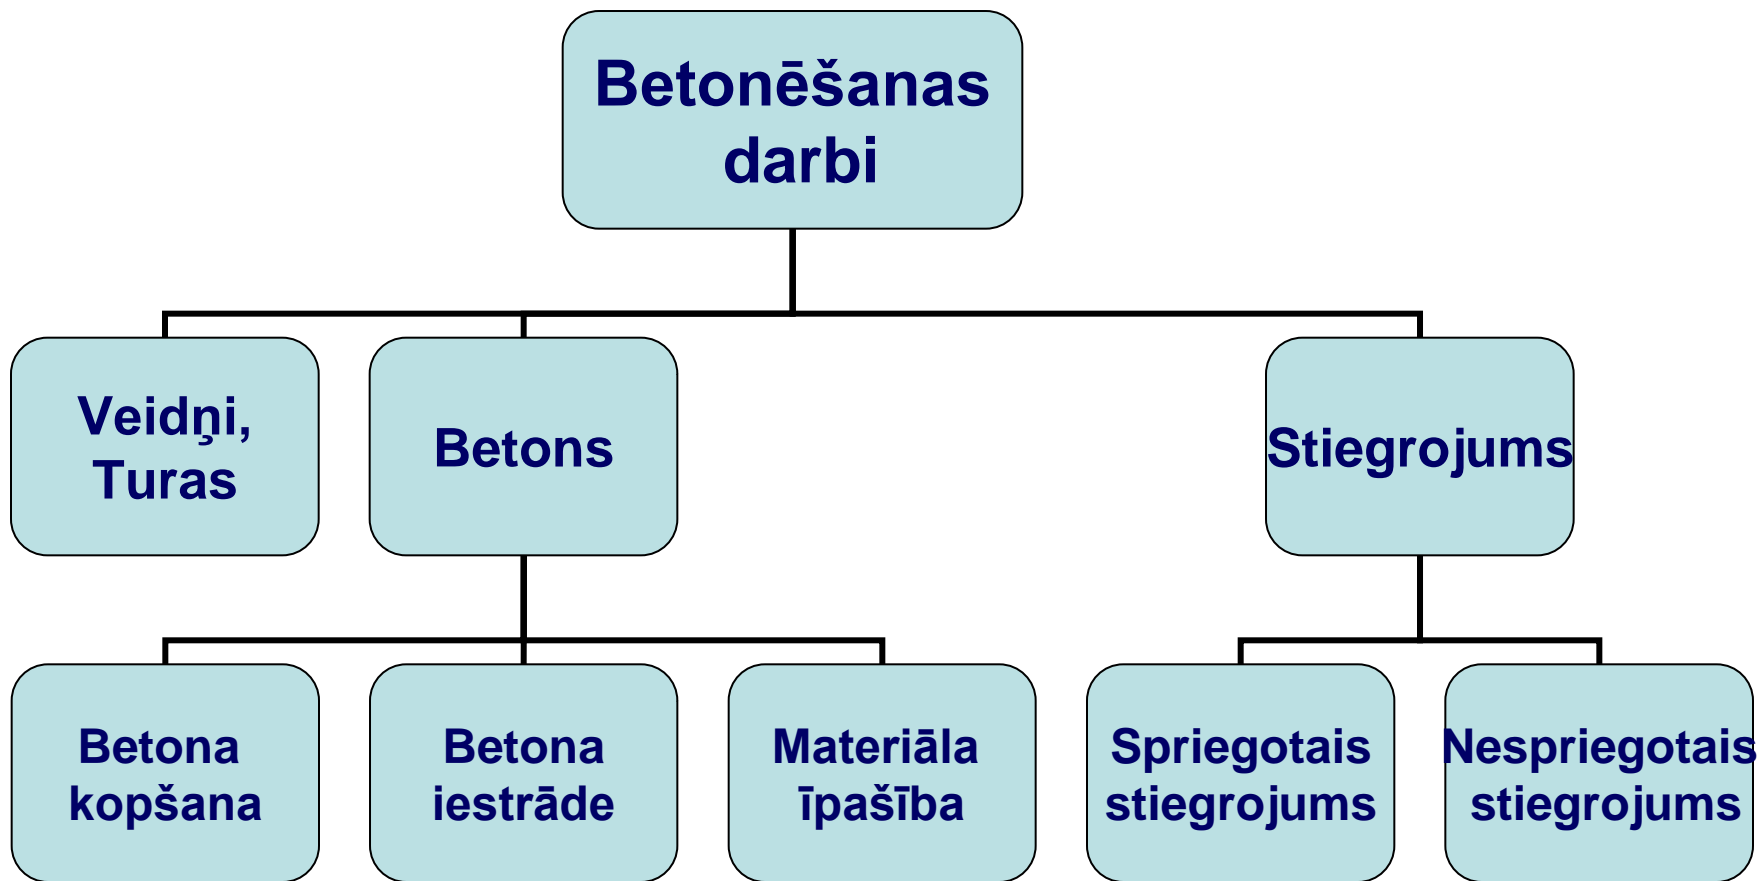 Betonēšanas
darbi
Veidņi,
Turas
Betons
Stiegrojums
Betona
kopšana
Betona
iestrāde
Materiāla
īpašība
Spriegotais
stiegrojums
Nespriegotais
stiegrojums